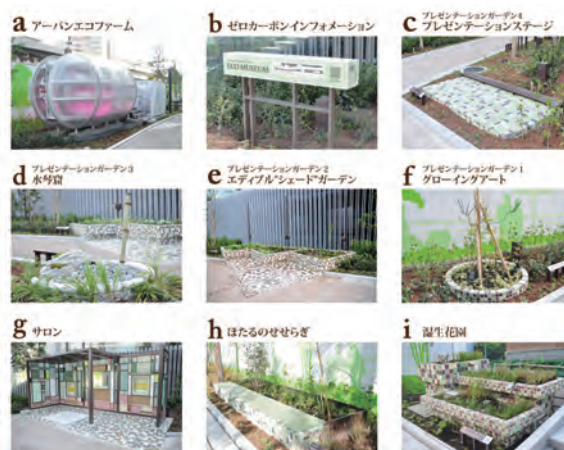 a アーバンエコファーム
b ゼロカーボンインフォメーション
c プレゼンテーションガーデン4
プレゼンテーションステージ
ECO MUSEUM
d プレゼンテーションガーデン3
水琴窟
e プレゼンテーションガーデン2
エディブル"シェード"ガーデン
f プレゼンテーションガーデン1
グローイングアート
g サロン
h ほたるのせせらぎ
i 湿生花園